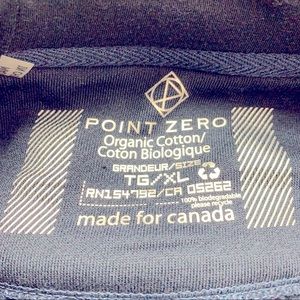 POINT ZERO
Organic Cotton/
Coton Biologique
GRANDEUR/SIZE
TG/XL
RN154792/CA 05262
100% biodegradable
please recycle
made for canada